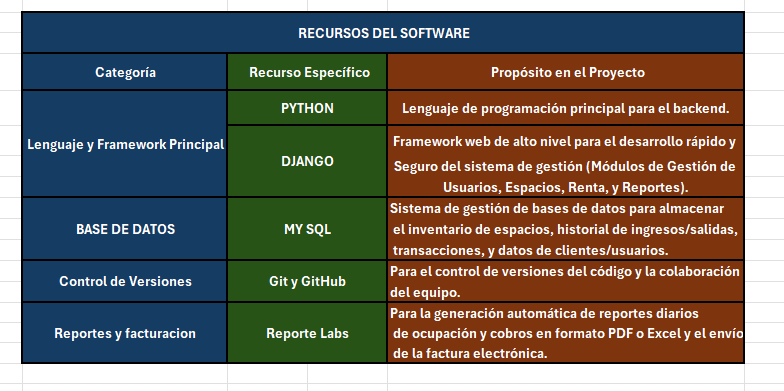 RECURSOS DEL SOFTWARE
Categoría
Recurso Específico
Propósito en el Proyecto
Lenguaje y Framework Principal
PYTHON
Lenguaje de programación principal para el backend.
DJANGO
Framework web de alto nivel para el desarrollo rápido y
Seguro del sistema de gestión (Módulos de Gestión de
Usuarios, Espacios, Renta, y Reportes).
BASE DE DATOS
MY SQL
Sistema de gestión de bases de datos para almacenar
el inventario de espacios, historial de ingresos/salidas,
transacciones, y datos de clientes/usuarios.
Control de Versiones
Git y GitHub
Para el control de versiones del código y la colaboración
del equipo.
Reportes y facturacion
Reporte Labs
Para la generación automática de reportes diarios
de ocupación y cobros en formato PDF o Excel y el envío
de la factura electrónica.